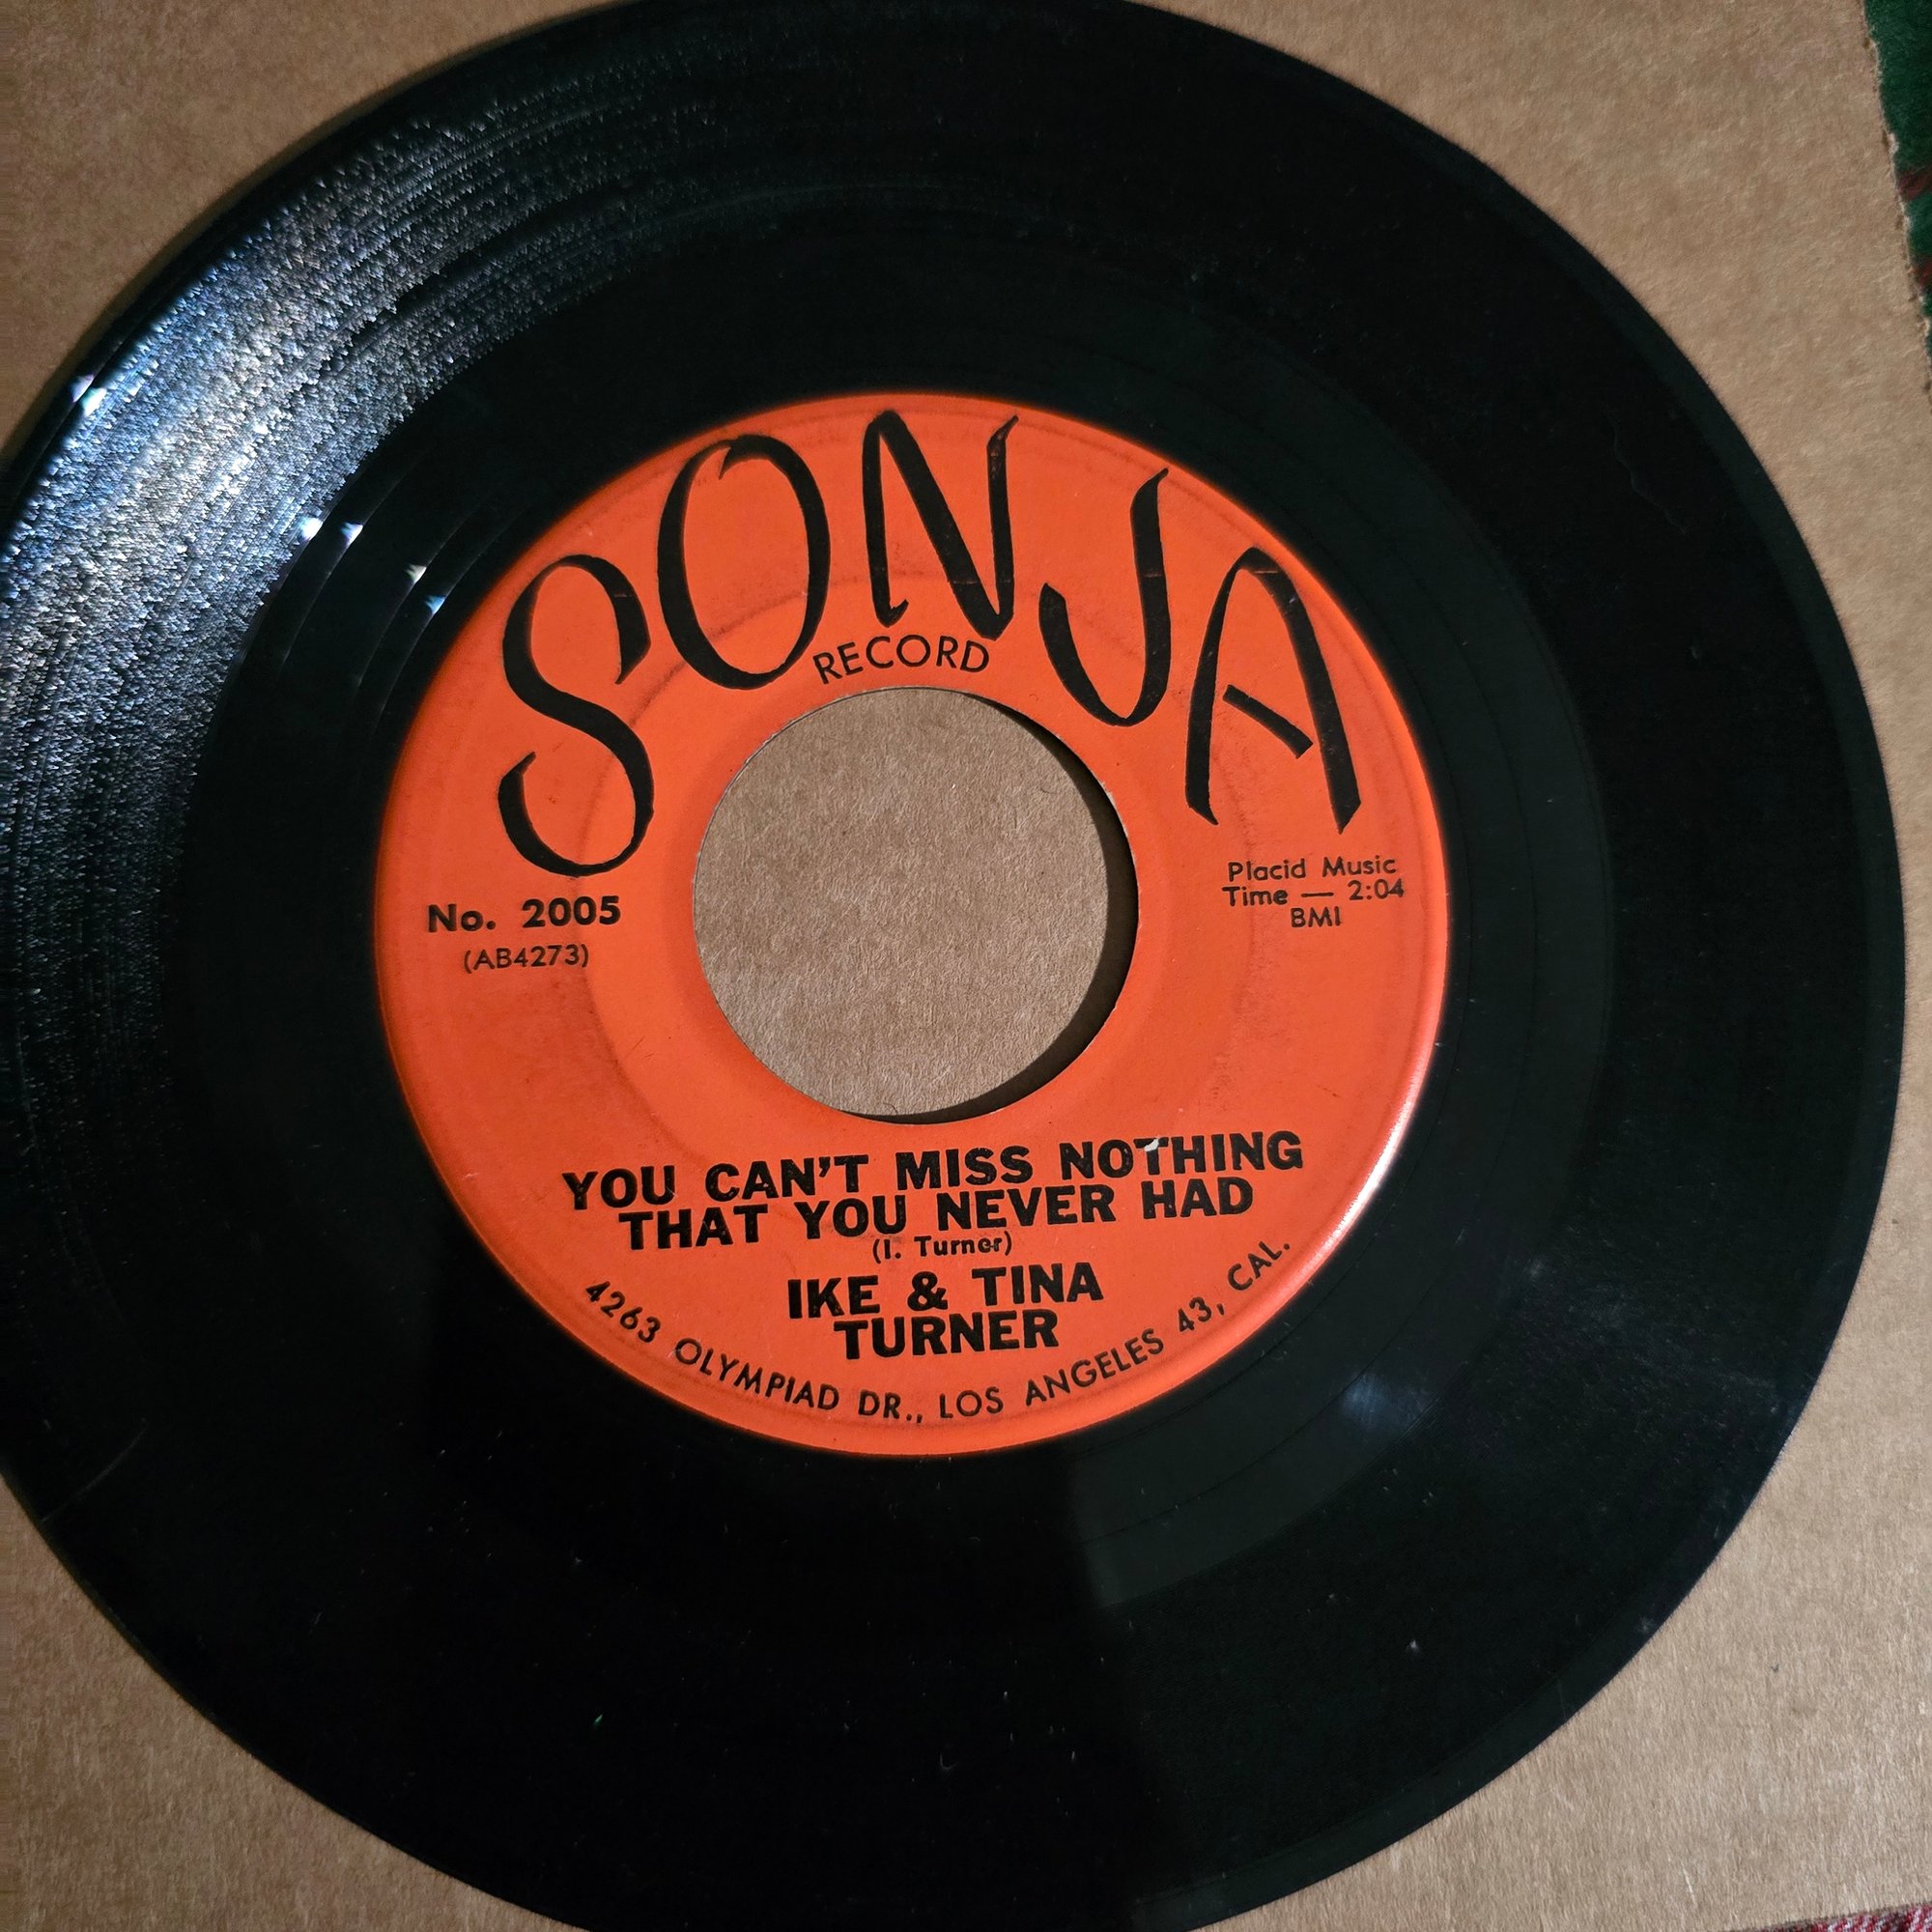 SONJA
RECORD
No. 2005
(AB4273)
Placid Music
Time — 2:04
BMI
YOU CAN'T MISS NOTHING
THAT YOU NEVER HAD
(I. Turner)
IKE & TINA
TURNER
4263 OLYMPIAD DR., LOS ANGELES 43, CAL.